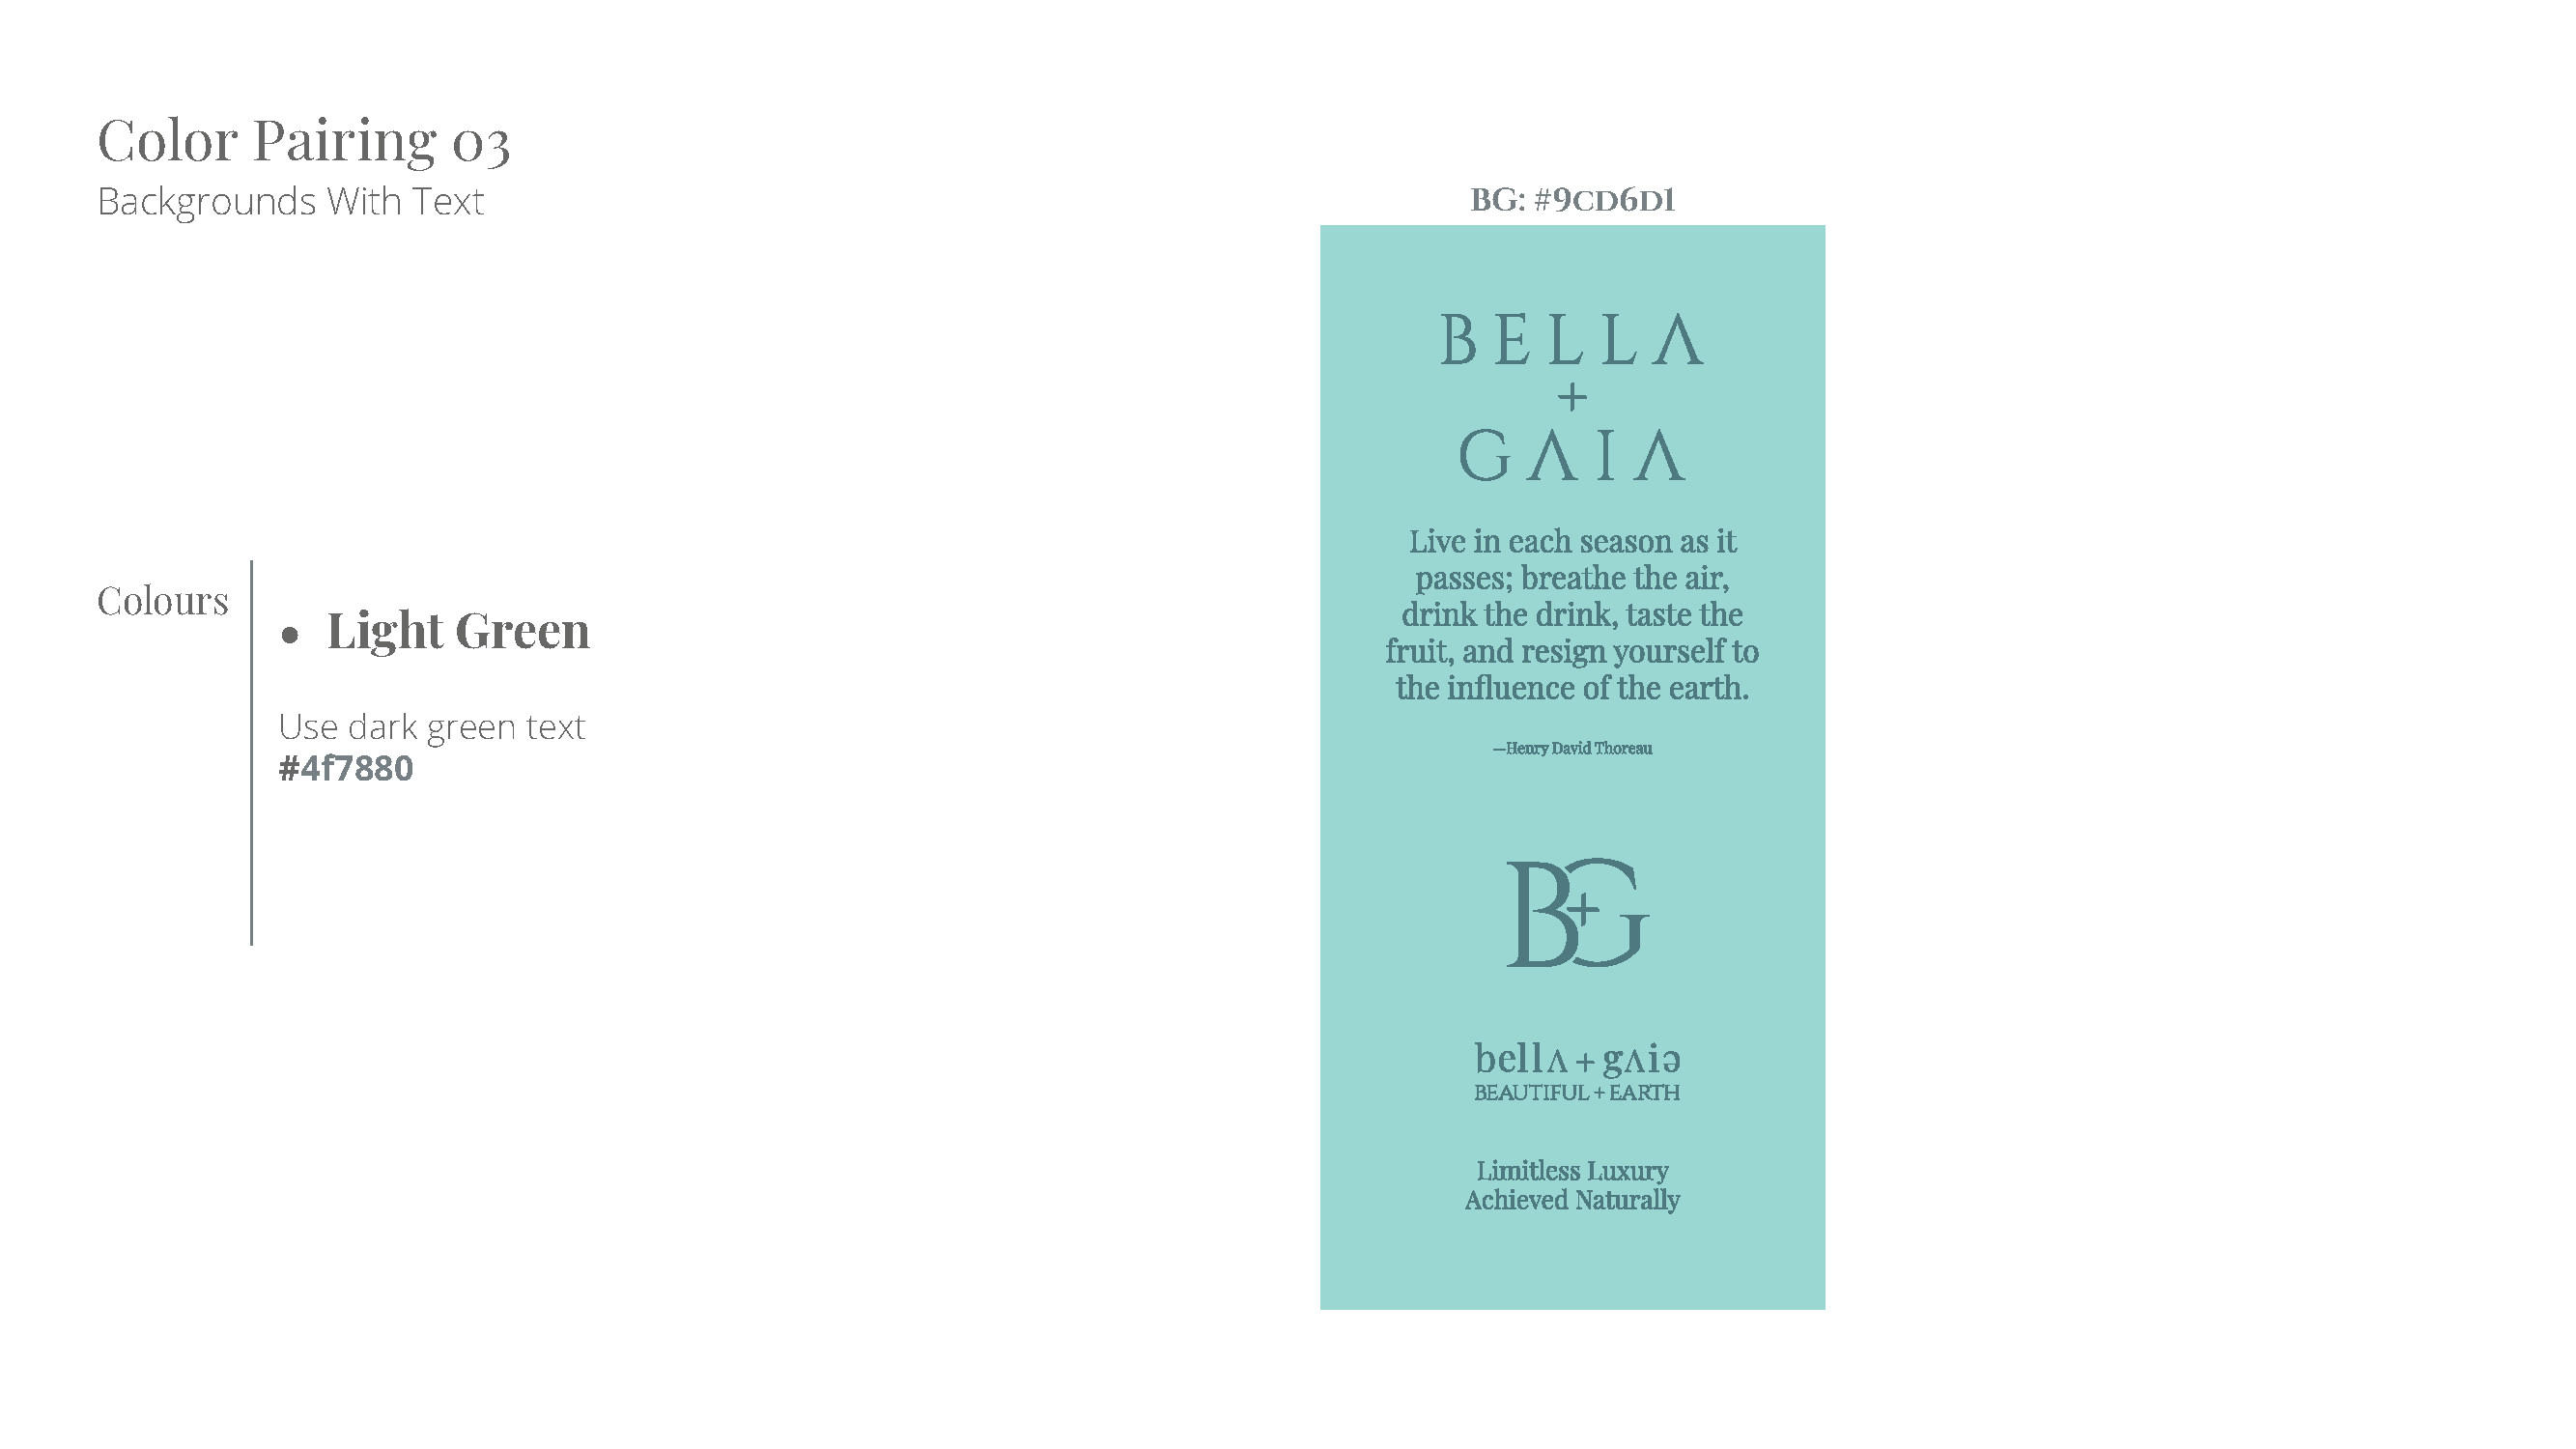 Color Pairing 03
Backgrounds With Text
Colours
• Light Green
Use dark green text
#4f7880
BG: #9CD6D1
BELLΛ
+
GΛIΛ
Live in each season as it
passes; breathe the air,
drink the drink, taste the
fruit, and resign yourself to
the influence of the earth.
—Henry David Thoreau
B+G
bellʌ + gʌiə
BEAUTIFUL + EARTH
Limitless Luxury
Achieved Naturally